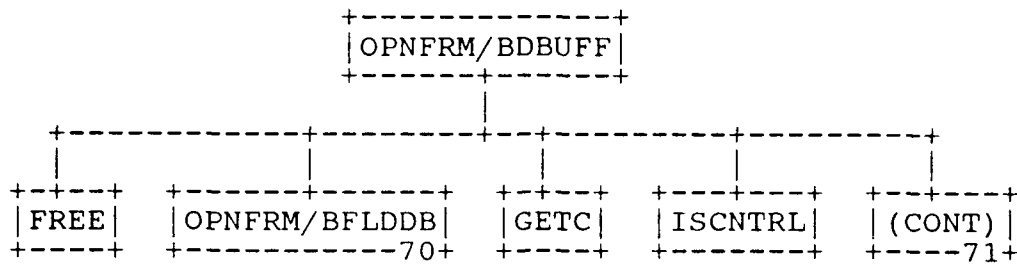 OPNFRM/BDBUFF
FREE OPNFRM/BFLDDB GETC ISCNTRL (CONT)
70 71